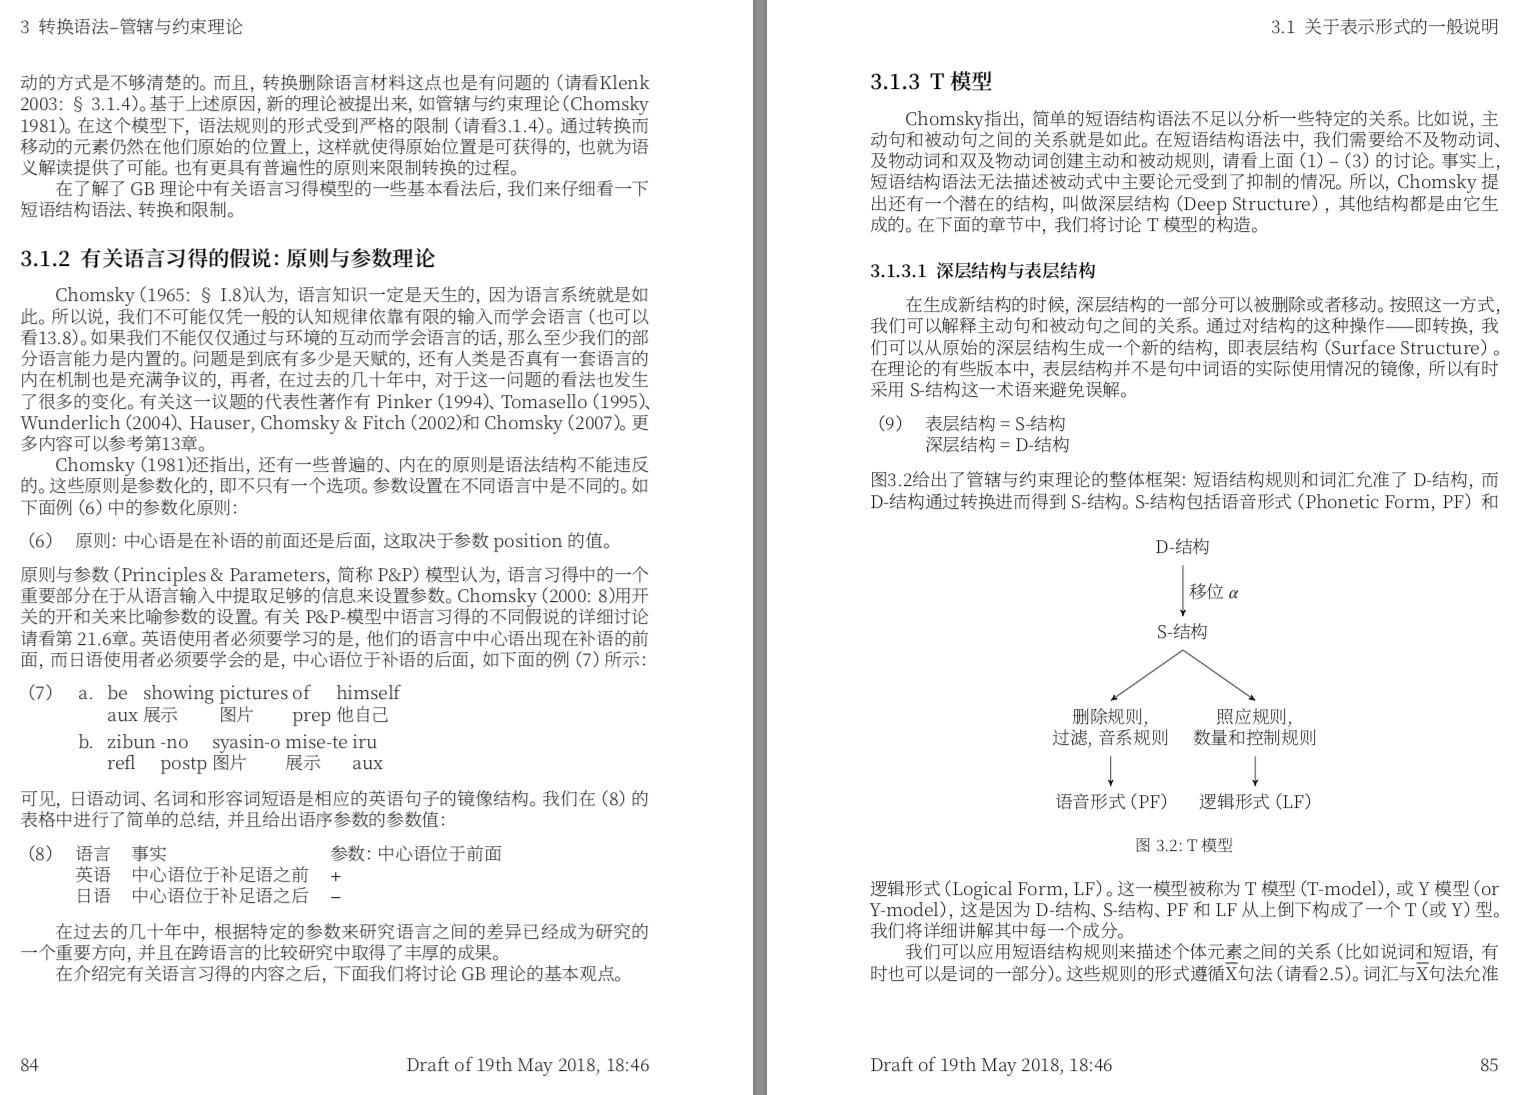 3 转换语法–管辖与约束理论
动的方式是不够清楚的。而且，转换删除语言材料这点也是有问题的（请看Klenk
2003: § 3.1.4）。基于上述原因，新的理论被提出来，如管辖与约束理论（Chomsky
1981）。在这个模型下，语法规则的形式受到严格的限制（请看3.1.4）。通过转换而
移动的元素仍然在他们原始的位置上，这样就使得原始位置是可获得的，也就为语
义解读提供了可能。也有更具有普遍性的原则来限制转换的过程。
在了解了 GB 理论中有关语言习得模型的一些基本看法后，我们来仔细看一下
短语结构语法、转换和限制。
3.1.2 有关语言习得的假说：原则与参数理论
Chomsky（1965: § I.8)认为，语言知识一定是天生的，因为语言系统就是如
此。所以说，我们不可能仅凭一般的认知规律依靠有限的输入而学会语言（也可以
看13.8）。如果我们不能仅仅通过与环境的互动而学会语言的话，那么至少我们的部
分语言能力是内置的。问题是到底有多少是天赋的，还有人类是否真有一套语言的
内在机制也是充满争议的，再者，在过去的几十年中，对于这一问题的看法也发生
了很多的变化。有关这一议题的代表性著作有 Pinker（1994）、Tomasello（1995）、
Wunderlich（2004）、Hauser, Chomsky & Fitch（2002)和 Chomsky（2007）。更
多内容可以参考第13章。
Chomsky（1981)还指出，还有一些普遍的、内在的原则是语法结构不能违反
的。这些原则是参数化的，即不只有一个选项。参数设置在不同语言中是不同的。如
下面例（6）中的参数化原则：
（6） 原则：中心语是在补语的前面还是后面，这取决于参数 position 的值。
原则与参数（Principles & Parameters，简称 P&P）模型认为，语言习得中的一个
重要部分在于从语言输入中提取足够的信息来设置参数。Chomsky（2000: 8)用开
关的开和关来比喻参数的设置。有关 P&P-模型中语言习得的不同假说的详细讨论
请看第 21.6章。英语使用者必须要学习的是，他们的语言中中心语出现在补语的前
面，而日语使用者必须要学会的是，中心语位于补语的后面，如下面的例（7）所示：
（7） a. be showing pictures of himself
aux 展示 图片 prep 他自己
b. zibun -no syasin-o mise-te iru
refl postp 图片 展示 aux
可见，日语动词、名词和形容词短语是相应的英语句子的镜像结构。我们在（8）的
表格中进行了简单的总结，并且给出语序参数的参数值：
（8） 语言 事实 参数：中心语位于前面
英语 中心语位于补足语之前 +
日语 中心语位于补足语之后 –
在过去的几十年中，根据特定的参数来研究语言之间的差异已经成为研究的
一个重要方向，并且在跨语言的比较研究中取得了丰厚的成果。
在介绍完有关语言习得的内容之后，下面我们将讨论 GB 理论的基本观点。
84 Draft of 19th May 2018, 18:46
3.1 关于表示形式的一般说明
3.1.3 T 模型
Chomsky指出，简单的短语结构语法不足以分析一些特定的关系。比如说，主
动句和被动句之间的关系就是如此。在短语结构语法中，我们需要给不及物动词、
及物动词和双及物动词创建主动和被动规则，请看上面（1）–（3）的讨论。事实上，
短语结构语法无法描述被动式中主要论元受到了抑制的情况。所以，Chomsky 提
出还有一个潜在的结构，叫做深层结构（Deep Structure），其他结构都是由它生
成的。在下面的章节中，我们将讨论 T 模型的构造。
3.1.3.1 深层结构与表层结构
在生成新结构的时候，深层结构的一部分可以被删除或者移动。按照这一方式，
我们可以解释主动句和被动句之间的关系。通过对结构的这种操作——即转换，我
们可以从原始的深层结构生成一个新的结构，即表层结构（Surface Structure）。
在理论的有些版本中，表层结构并不是句中词语的实际使用情况的镜像，所以有时
采用 S-结构这一术语来避免误解。
（9） 表层结构 = S-结构
深层结构 = D-结构
图3.2给出了管辖与约束理论的整体框架：短语结构规则和词汇允准了 D-结构，而
D-结构通过转换进而得到 S-结构。S-结构包括语音形式（Phonetic Form, PF）和
D-结构
移位 α
S-结构
删除规则， 照应规则，
过滤，音系规则 数量和控制规则
语音形式（PF） 逻辑形式（LF）
图 3.2: T 模型
逻辑形式（Logical Form, LF）。这一模型被称为 T 模型（T-model），或 Y 模型（or
Y-model），这是因为 D-结构、S-结构、PF 和 LF 从上倒下构成了一个 T（或 Y）型。
我们将详细讲解其中每一个成分。
我们可以应用短语结构规则来描述个体元素之间的关系（比如说词和短语，有
时也可以是词的一部分）。这些规则的形式遵循X̅句法（请看2.5）。词汇与X̅句法允准
Draft of 19th May 2018, 18:46 85